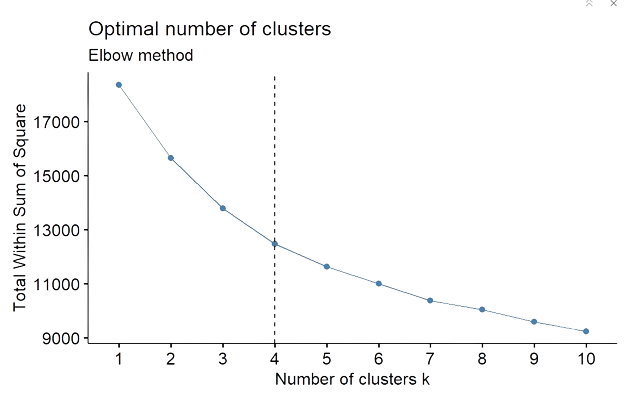 Optimal number of clusters
Elbow method
Total Within Sum of Square
17000
15000
13000
11000
9000
1 2 3 4 5 6 7 8 9 10
Number of clusters k